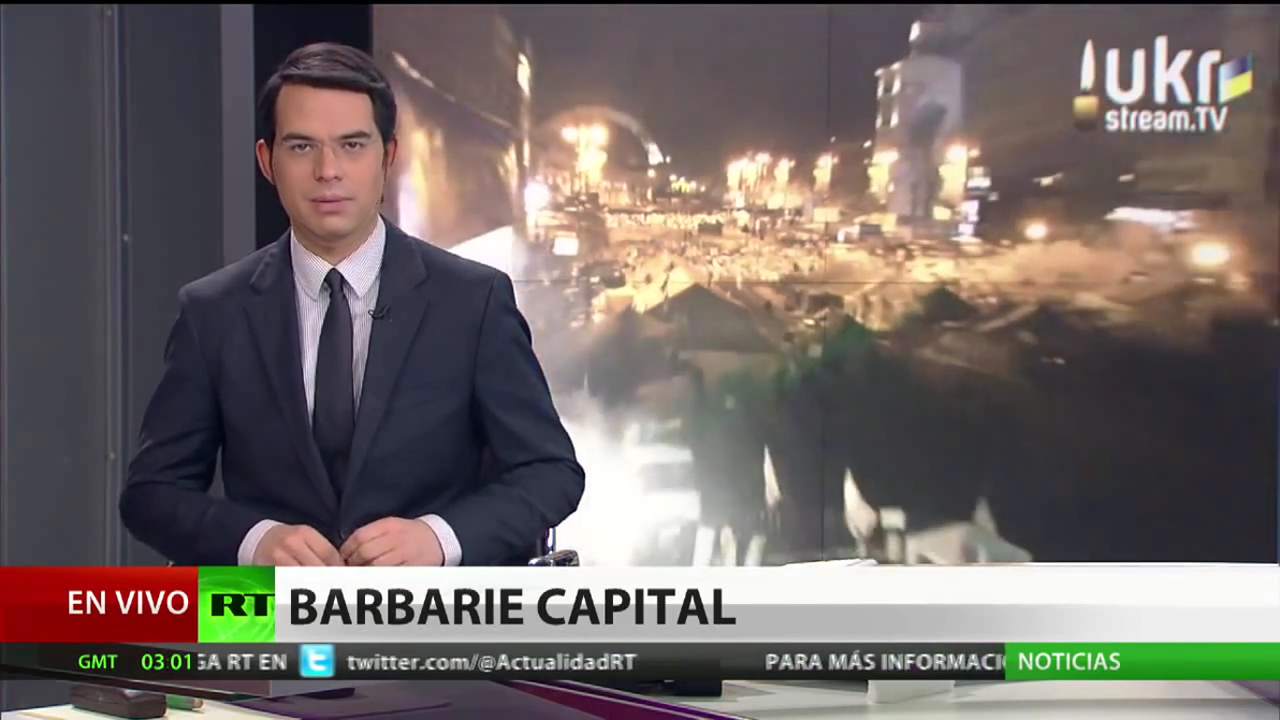 ukr
stream.TV
EN VIVO RT BARBARIE CAPITAL
GMT 03:01 GA RT EN twitter.com/@ActualidadRT PARA MÁS INFORMACI NOTICIAS